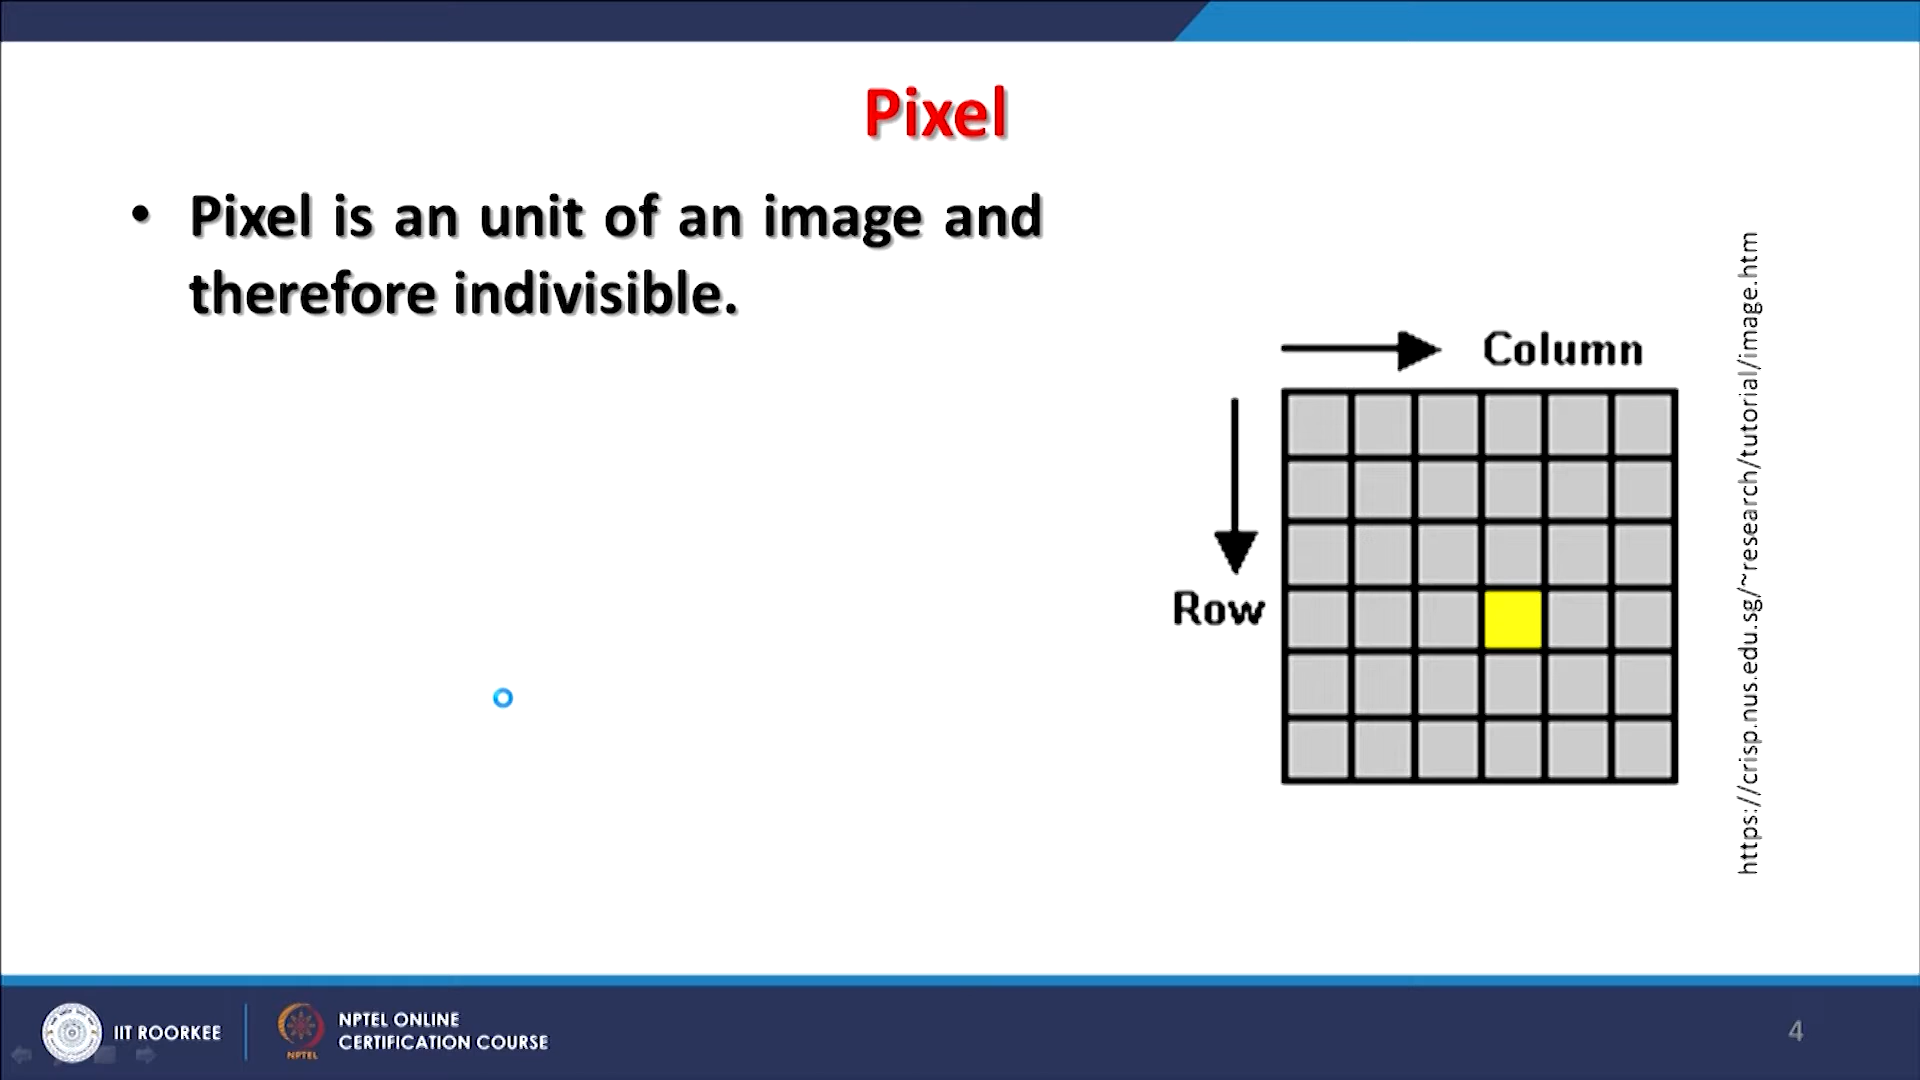 Pixel
• Pixel is an unit of an image and
therefore indivisible.
Column
Row
https://crisp.nus.edu.sg/~research/tutorial/image.htm
IIT ROORKEE
NPTEL
NPTEL ONLINE
CERTIFICATION COURSE
4